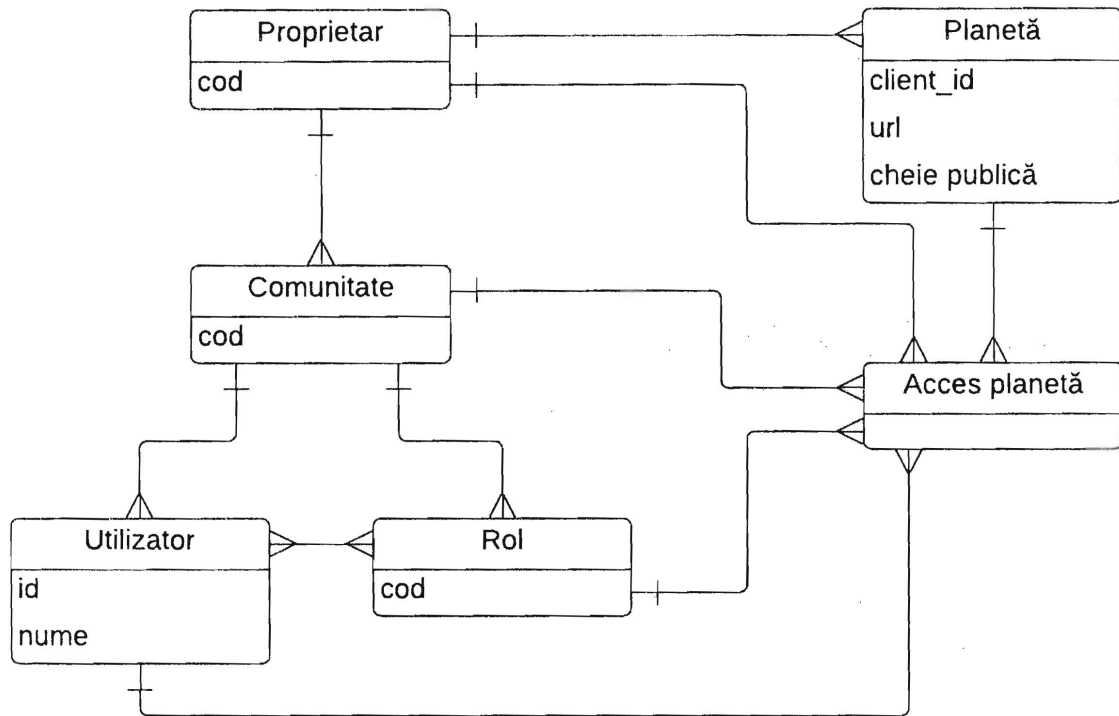 Proprietar
cod
Planetă
client_id
url
cheie publică
Comunitate
cod
Acces planetă
Utilizator
id
nume
Rol
cod